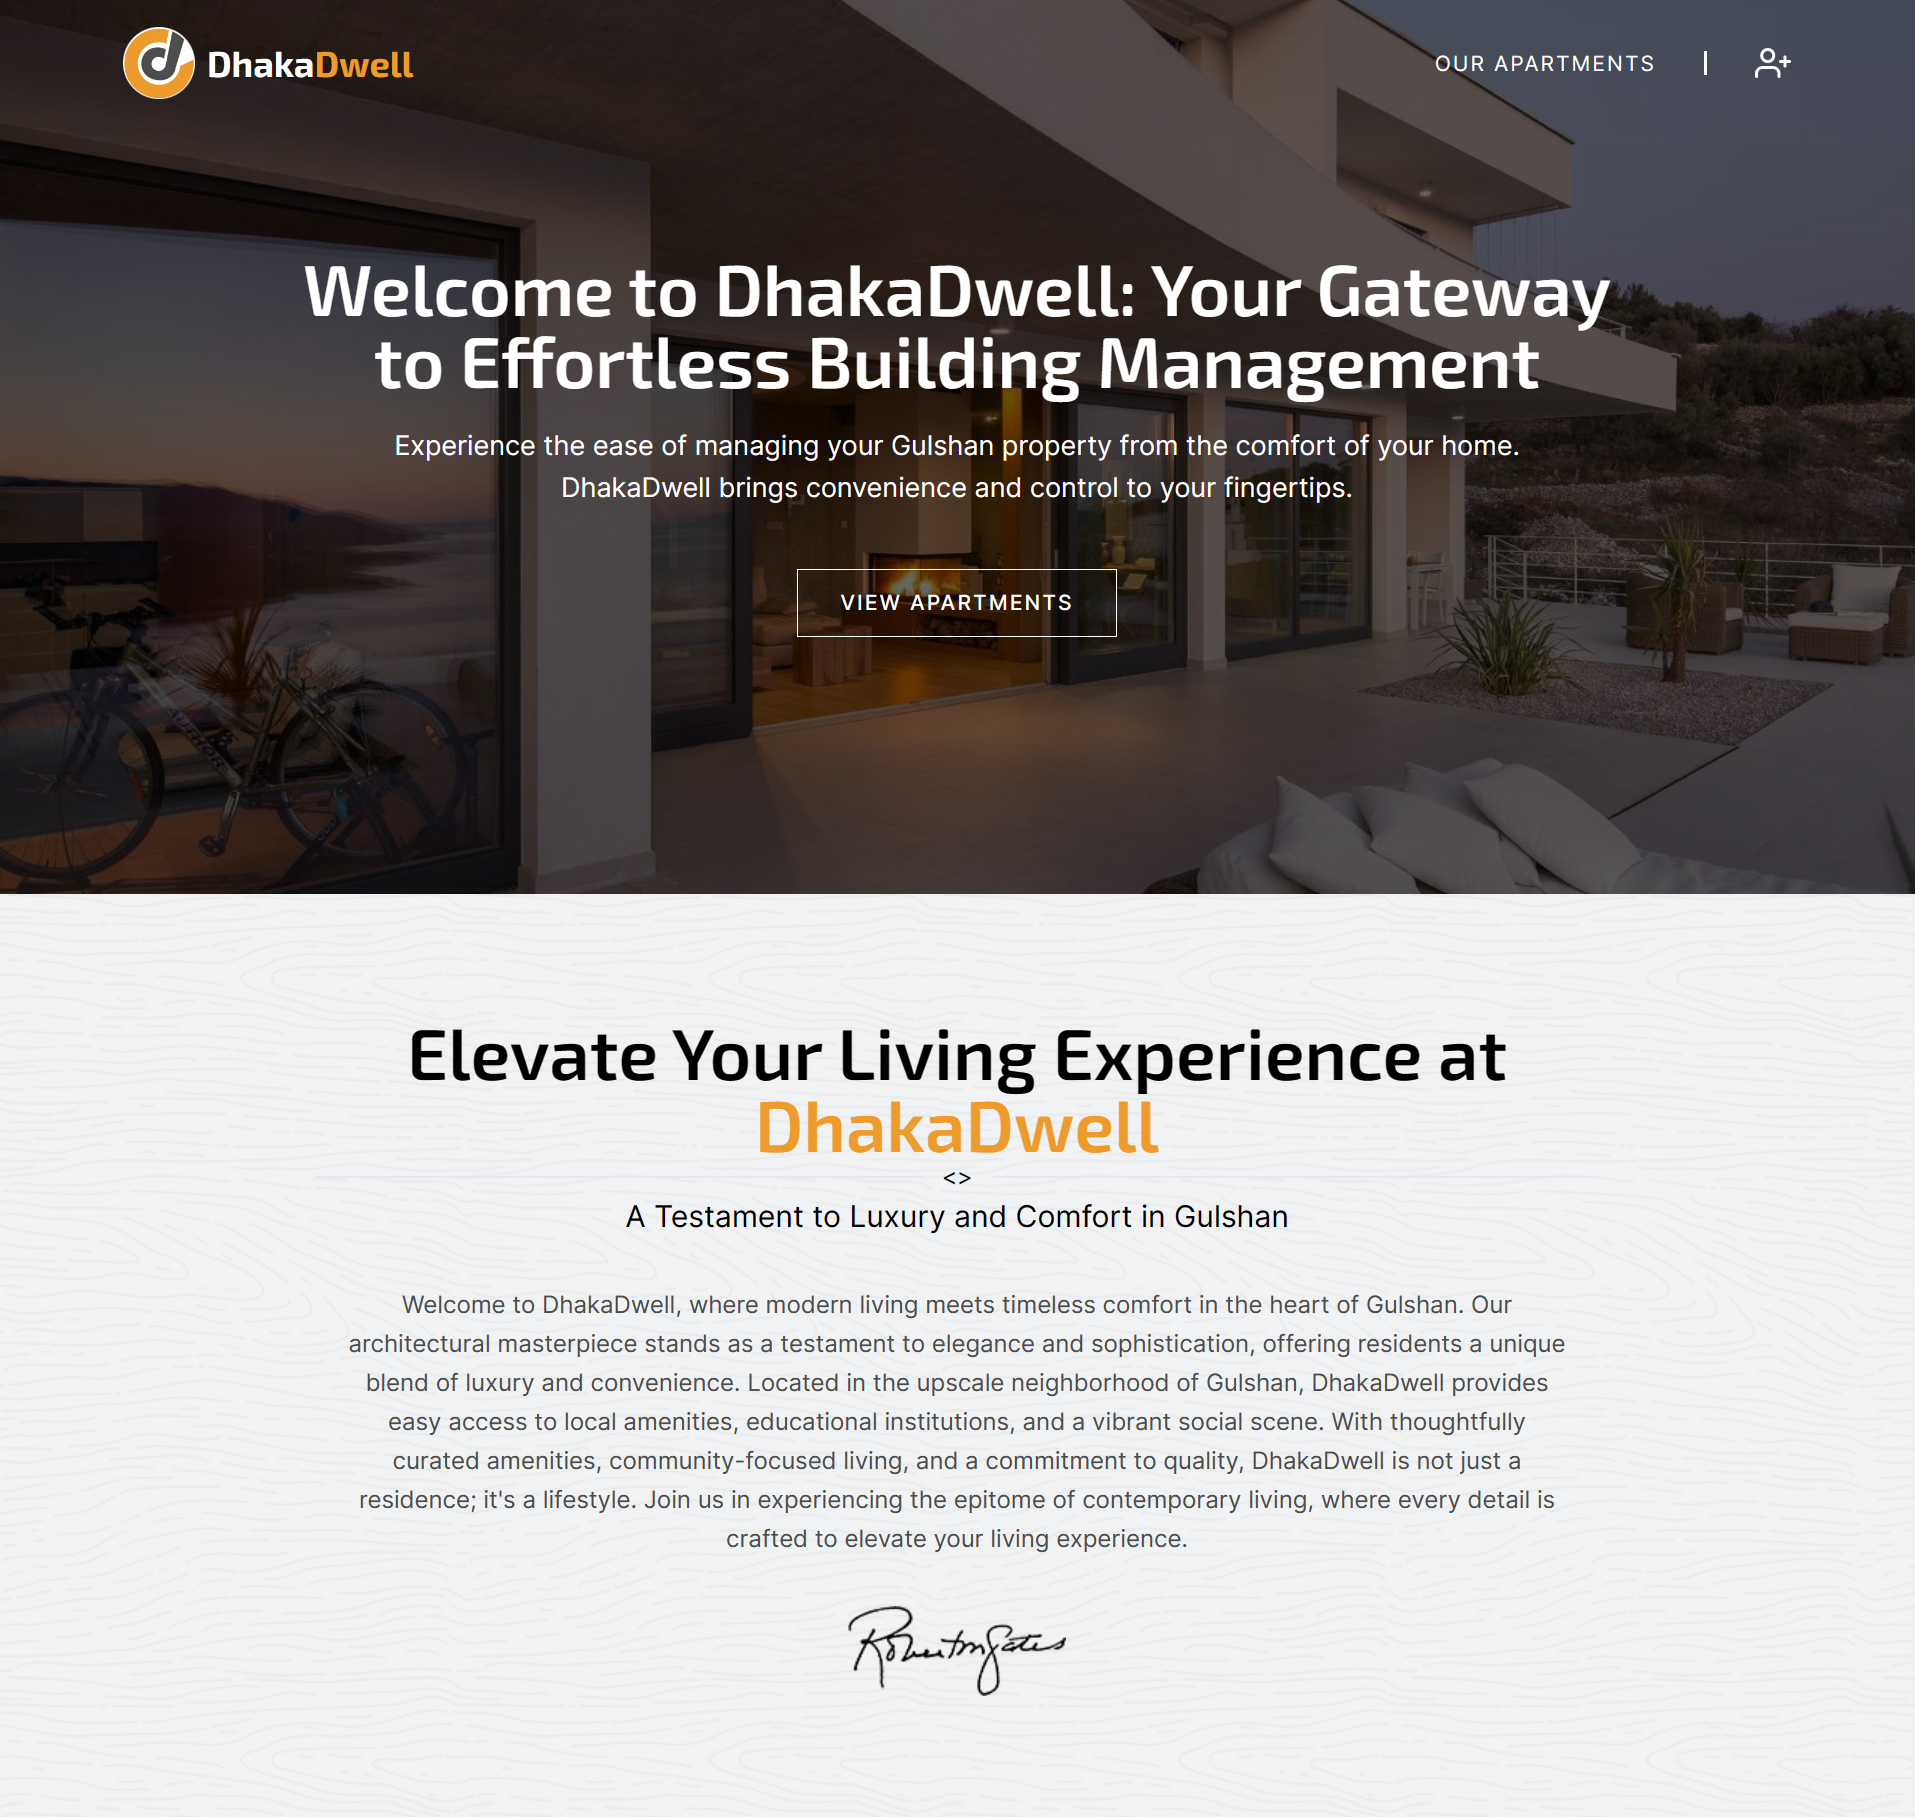 DhakaDwell
OUR APARTMENTS
Welcome to DhakaDwell: Your Gateway
to Effortless Building Management
Experience the ease of managing your Gulshan property from the comfort of your home.
DhakaDwell brings convenience and control to your fingertips.
VIEW APARTMENTS
Elevate Your Living Experience at
DhakaDwell
<>
A Testament to Luxury and Comfort in Gulshan
Welcome to DhakaDwell, where modern living meets timeless comfort in the heart of Gulshan. Our
architectural masterpiece stands as a testament to elegance and sophistication, offering residents a unique
blend of luxury and convenience. Located in the upscale neighborhood of Gulshan, DhakaDwell provides
easy access to local amenities, educational institutions, and a vibrant social scene. With thoughtfully
curated amenities, community-focused living, and a commitment to quality, DhakaDwell is not just a
residence; it's a lifestyle. Join us in experiencing the epitome of contemporary living, where every detail is
crafted to elevate your living experience.